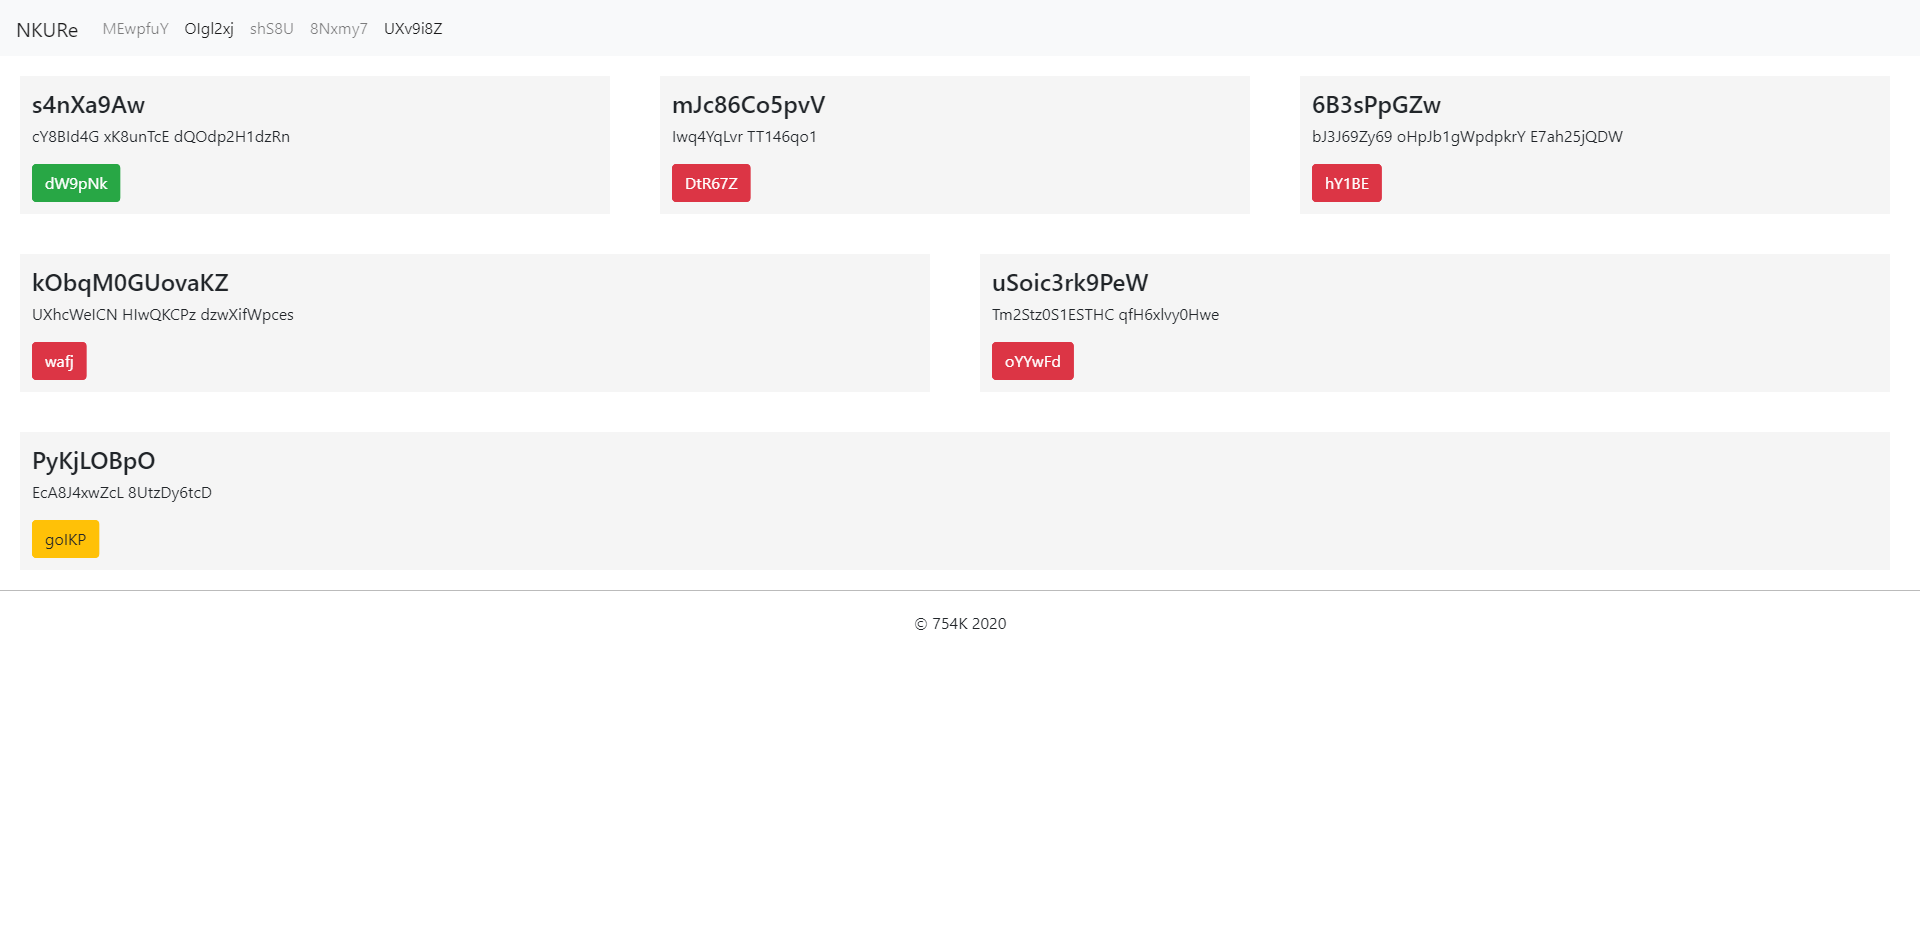 NKURe MEwpfuY OIgl2xj shS8U 8Nxmy7 UXv9i8Z
s4nXa9Aw
cY8BId4G xK8unTcE dQOdp2H1dzRn
dW9pNk
mJc86Co5pvV
Iwq4YqLvr TT146qo1
DtR67Z
6B3sPpGZw
bJ3J69Zy69 oHpJb1gWpdpkrY E7ah25jQDW
hY1BE
kObqM0GUovaKZ
UXhcWeICN HIwQKCPz dzwXifWpces
wafj
uSoic3rk9PeW
Tm2Stz0S1ESTHC qfH6xlvy0Hwe
oYYwFd
PyKjLOBpO
EcA8J4xwZcL 8UtzDy6tcD
goIKP
© 754K 2020